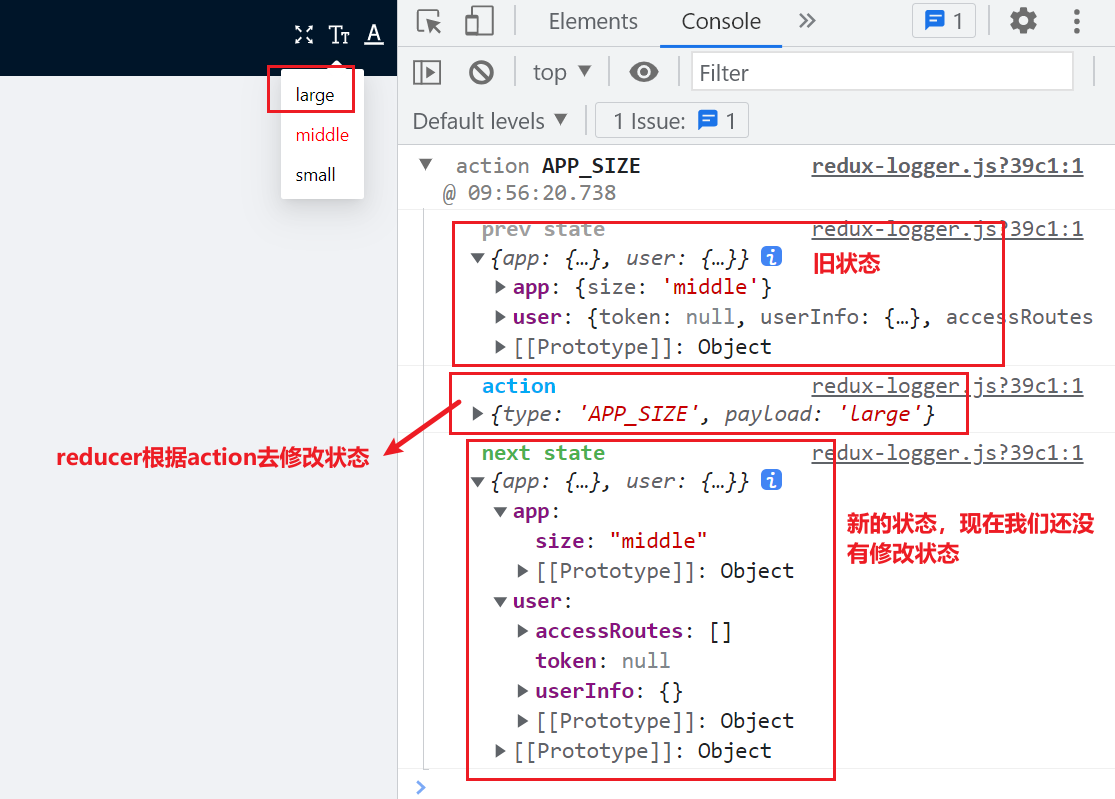 Tт A
large
middle
small
Elements Console 1
top Filter
Default levels 1 Issue: 1
action APP_SIZE redux-logger.js?39c1:1
@ 09:56:20.738
prev state redux-logger.js?39c1:1
{app: {…}, user: {…}} i
旧状态
app: {size: 'middle'}
user: {token: null, userInfo: {…}, accessRoutes
[[Prototype]]: Object
action redux-logger.js?39c1:1
{type: 'APP_SIZE', payload: 'large'}
reducer根据action去修改状态
next state redux-logger.js?39c1:1
{app: {…}, user: {…}} i
app:
size: "middle"
[[Prototype]]: Object
新的状态，现在我们还没
有修改状态
user:
accessRoutes: []
token: null
userInfo: {}
[[Prototype]]: Object
[[Prototype]]: Object